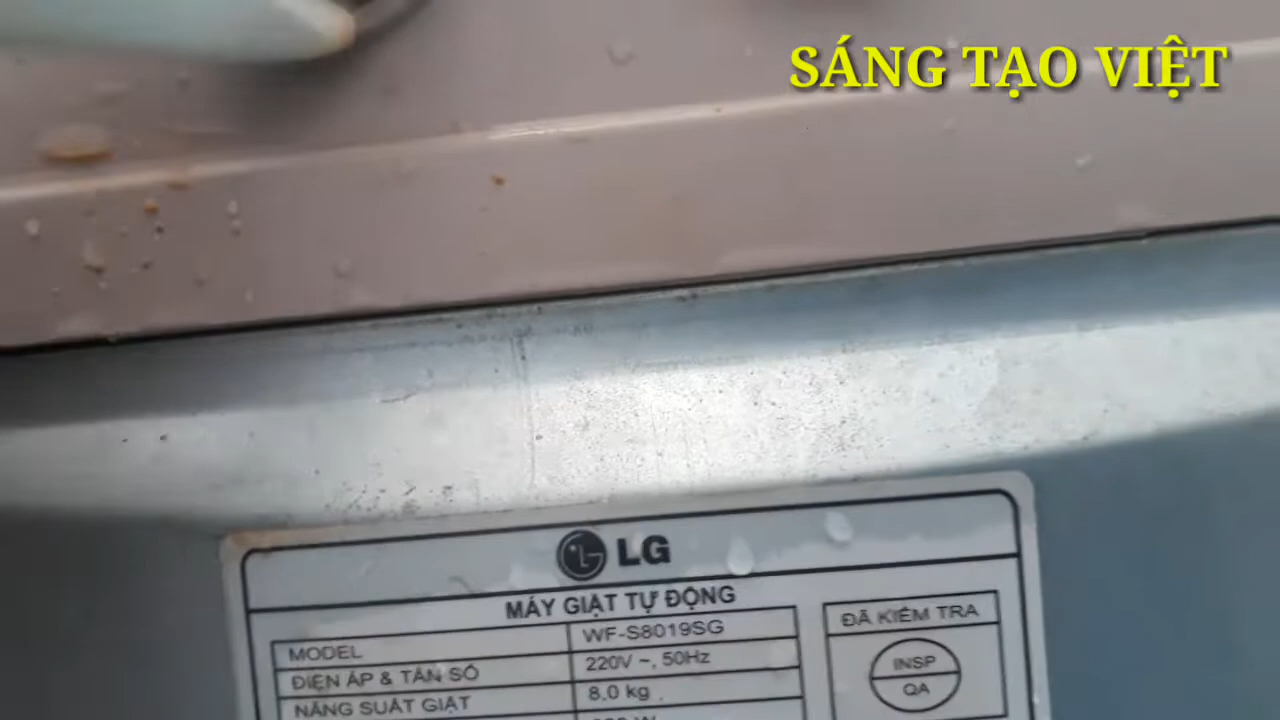 SÁNG TẠO VIỆT
LG
MÁY GIẶT TỰ ĐỘNG
MODEL WF-S8019SG
ĐIỆN ÁP & TẦN SỐ 220V ~, 50Hz
NĂNG SUẤT GIẶT 8.0 kg
ĐÃ KIỂM TRA
INSP
QA